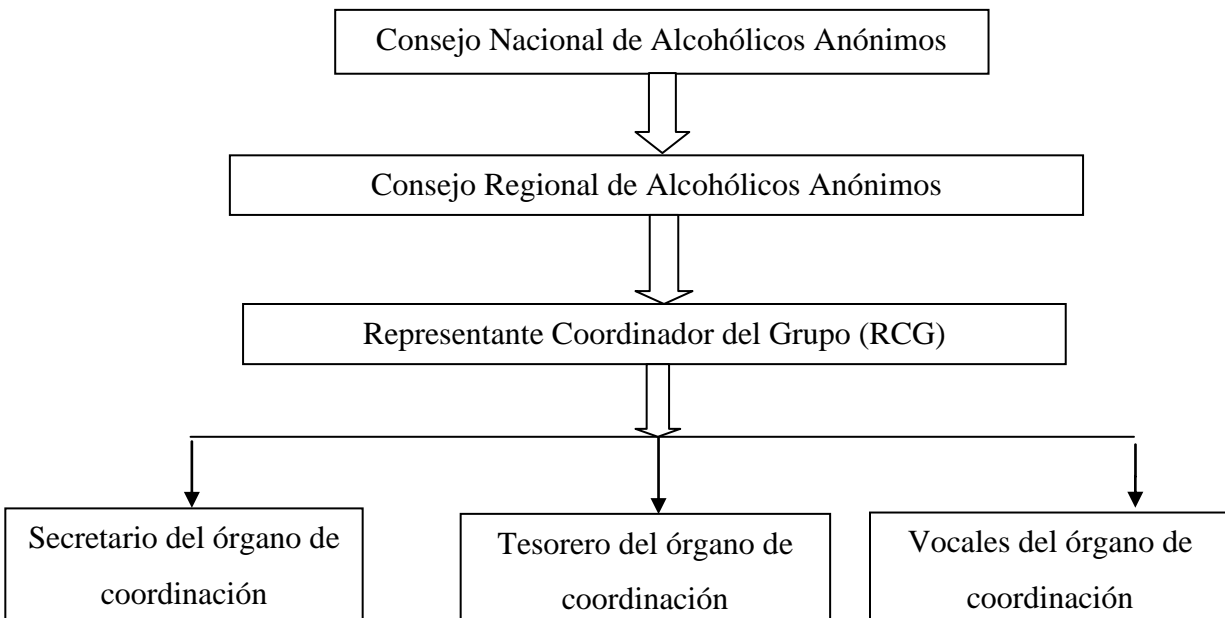 Consejo Nacional de Alcohólicos Anónimos
Consejo Regional de Alcohólicos Anónimos
Representante Coordinador del Grupo (RCG)
Secretario del órgano de
coordinación
Tesorero del órgano de
coordinación
Vocales del órgano de
coordinación